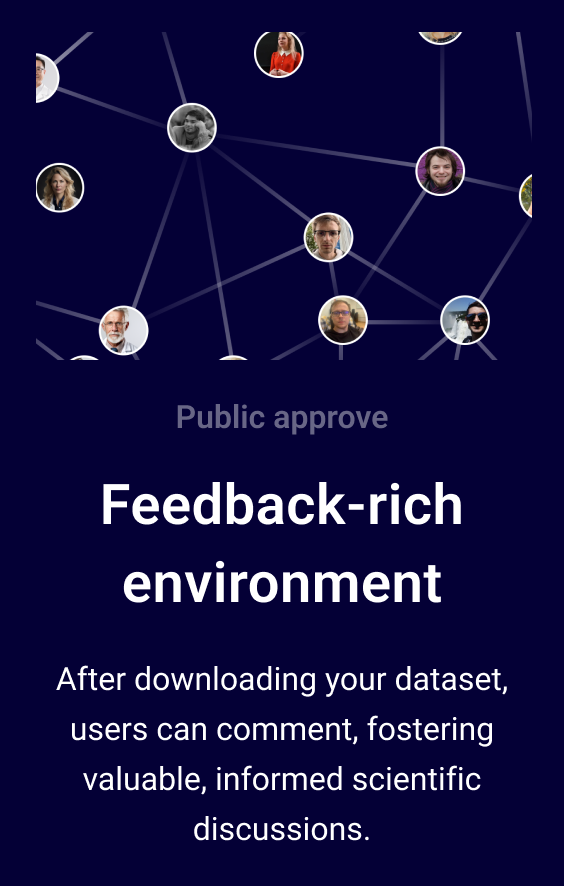 Public approve
Feedback-rich
environment
After downloading your dataset,
users can comment, fostering
valuable, informed scientific
discussions.